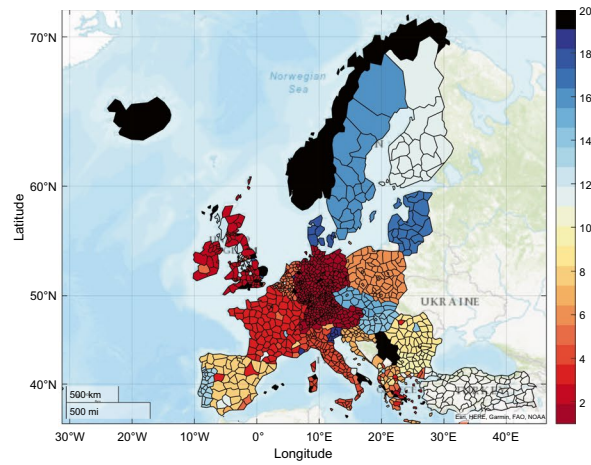 70°N
60°N
50°N
40°N
Latitude
Norwegian
Sea
UKRAINE
500 km
500 mi
Esri, HERE, Garmin, FAO, NOAA
30°W
20°W
10°W
0°
10°E
20°E
30°E
40°E
Longitude
20
18
16
14
12
10
8
6
4
2